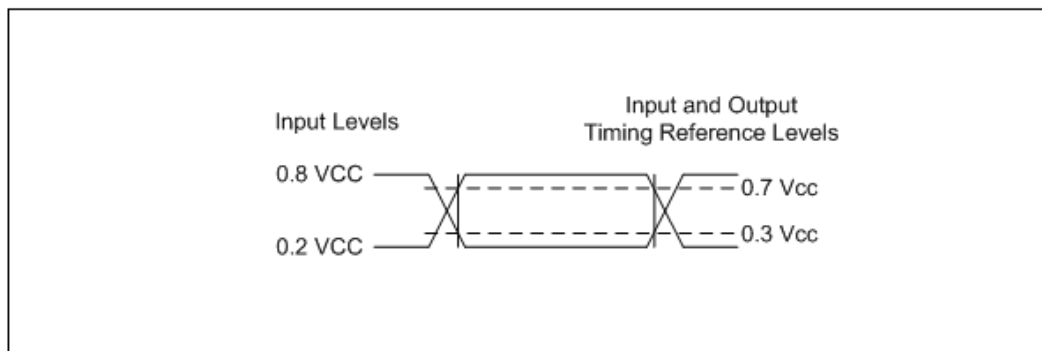 Input Levels
Input and Output
Timing Reference Levels
0.8 VCC
0.7 Vcc
0.3 Vcc
0.2 VCC